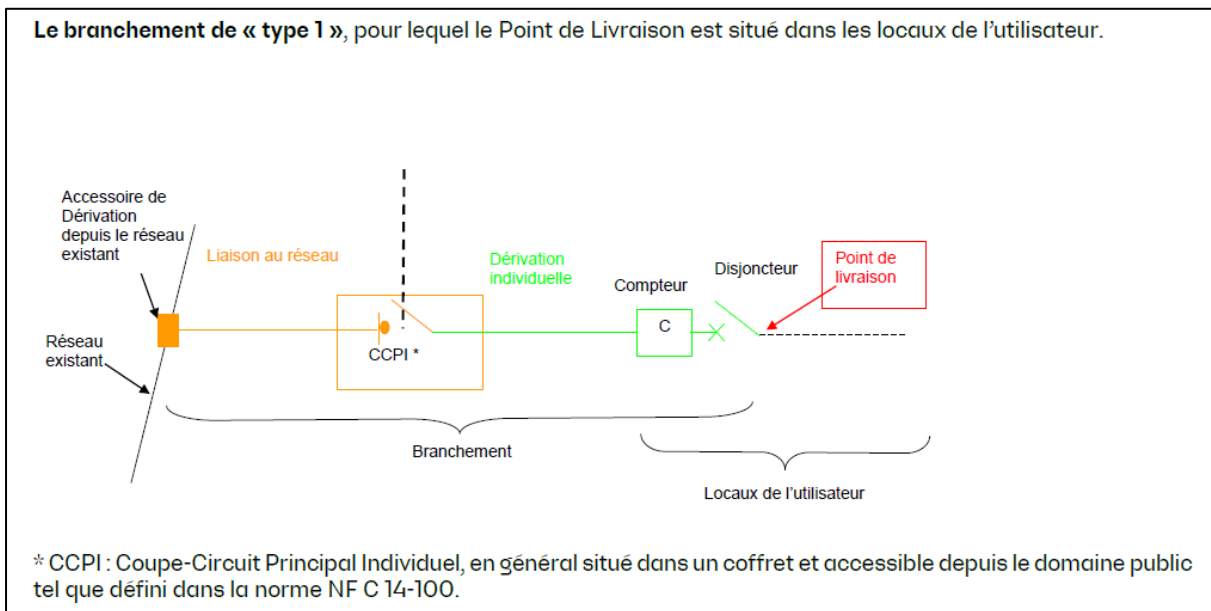 Le branchement de « type 1 », pour lequel le Point de Livraison est situé dans les locaux de l’utilisateur.
Accessoire de
Dérivation
depuis le réseau
existant
Liaison au réseau
Dérivation
individuelle
Compteur
Disjoncteur
Point de
livraison
C
CCPI *
Réseau
existant
Branchement
Locaux de l’utilisateur
* CCPI : Coupe-Circuit Principal Individuel, en général situé dans un coffret et accessible depuis le domaine public
tel que défini dans la norme NF C 14-100.